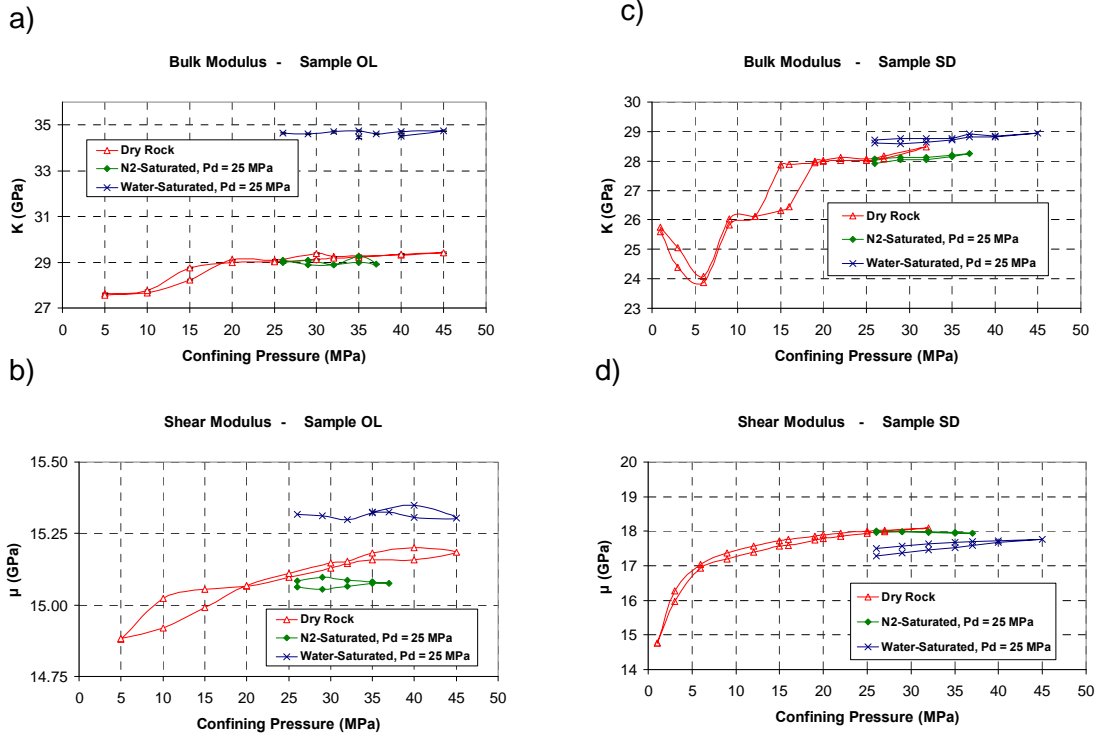 a)
Bulk Modulus - Sample OL
K (GPa)
35
33
31
29
27
Dry Rock
N2-Saturated, Pd = 25 MPa
Water-Saturated, Pd = 25 MPa
0 5 10 15 20 25 30 35 40 45 50
Confining Pressure (MPa)
b)
Shear Modulus - Sample OL
µ (GPa)
15.50
15.25
15.00
14.75
Dry Rock
N2-Saturated, Pd = 25 MPa
Water-Saturated, Pd = 25 MPa
0 5 10 15 20 25 30 35 40 45 50
Confining Pressure (MPa)
c)
Bulk Modulus - Sample SD
K (GPa)
30
29
28
27
26
25
24
23
Dry Rock
N2-Saturated, Pd = 25 MPa
Water-Saturated, Pd = 25 MPa
0 5 10 15 20 25 30 35 40 45 50
Confining Pressure (MPa)
d)
Shear Modulus - Sample SD
µ (GPa)
20
19
18
17
16
15
14
Dry Rock
N2-Saturated, Pd = 25 MPa
Water-Saturated, Pd = 25 MPa
0 5 10 15 20 25 30 35 40 45 50
Confining Pressure (MPa)